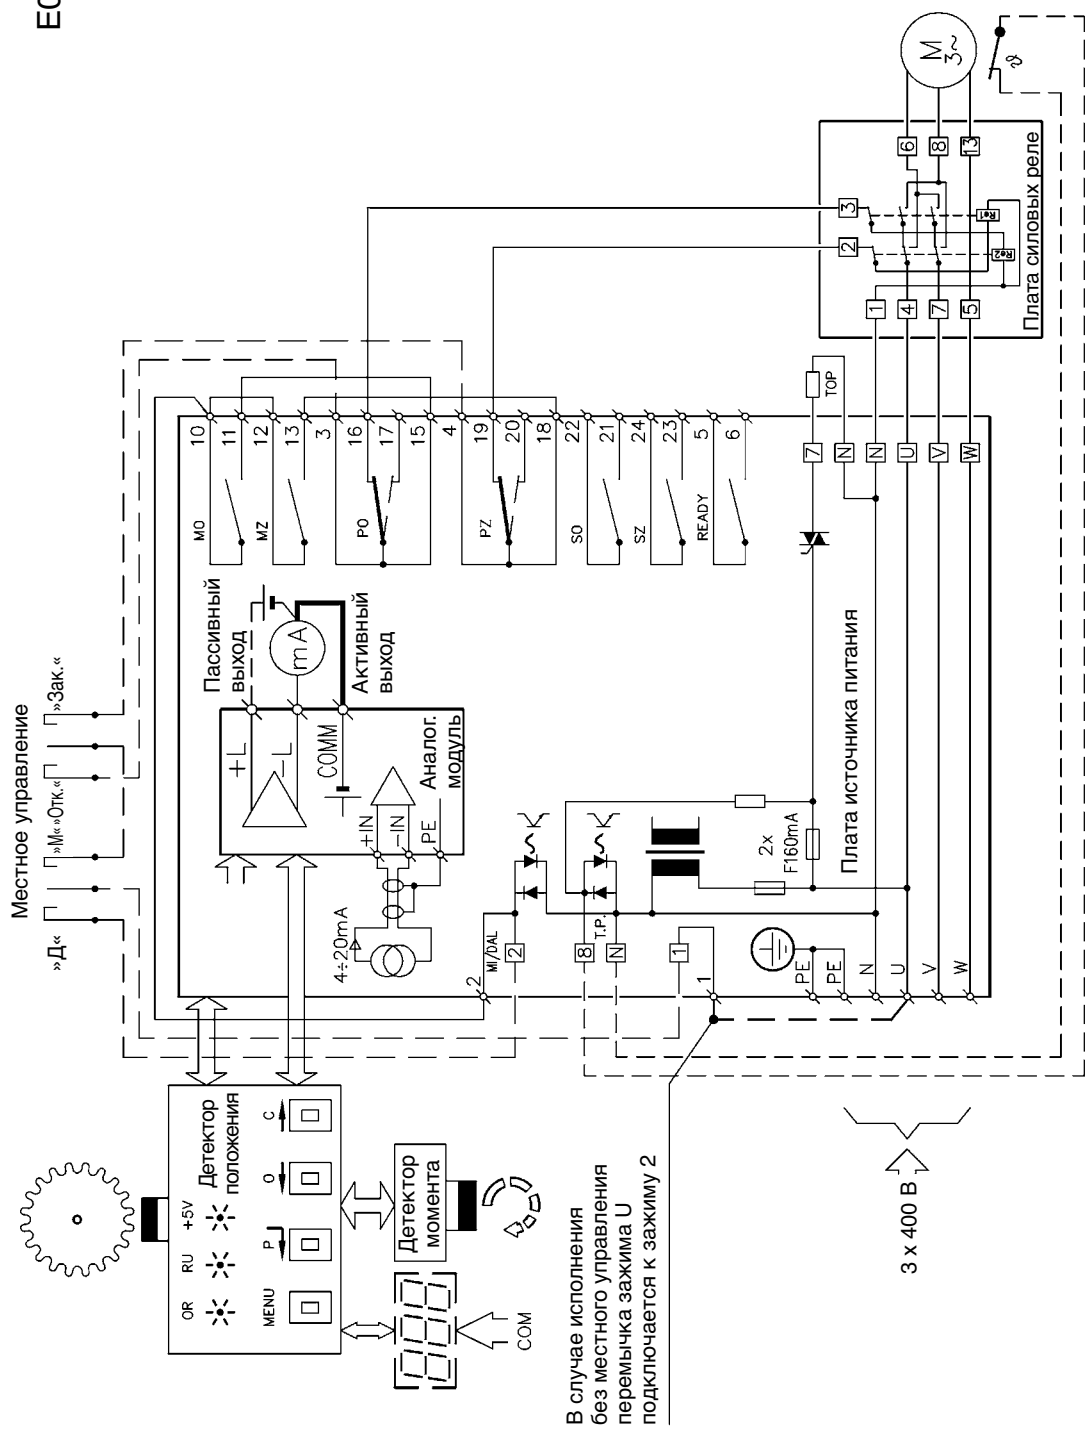 E0
Местное управление
»Д«
»М«
»Отк.«
»Зак.«
OR
RU
+5V
Детектор
положения
MENU
P
O
C
Детектор
момента
COM
Пассивный
выход
mA
Активный
выход
+L
-L
COMM
+IN
-IN
PE
Аналог.
модуль
4÷20mA
MO
MZ
PO
PZ
SO
SZ
READY
10
11
12
13
3
16
17
15
4
19
20
18
22
21
24
23
5
6
2
MI/DAL
2
8
T.P.
N
1
1
2x
F160mA
Плата источника питания
PE
PE
N
U
V
W
7
N
N
U
V
W
TOP
3
2
1
4
7
5
6
8
13
Re1
Re2
Плата силовых реле
M
3~
ϑ
В случае исполнения
без местного управления
перемычка зажима U
подключается к зажиму 2
3 x 400 В